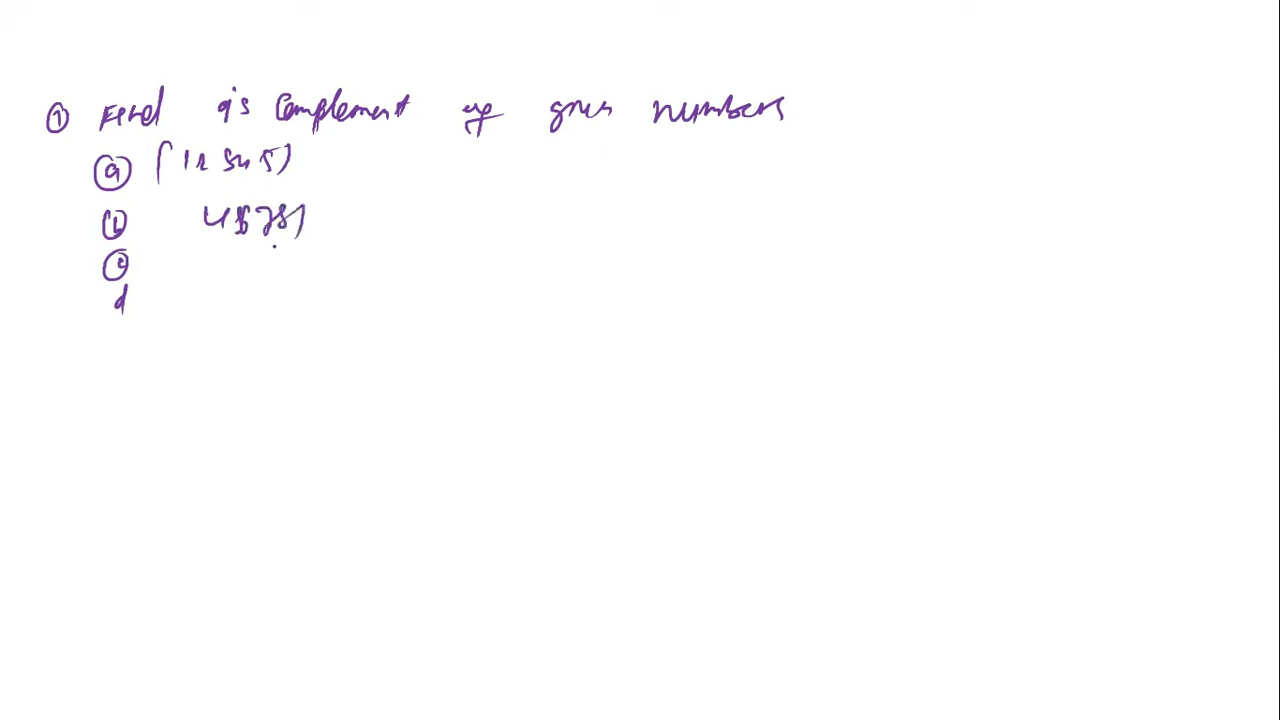 ① Find 9's complement of given numbers
ⓐ (12345)
ⓑ
ⓒ
d